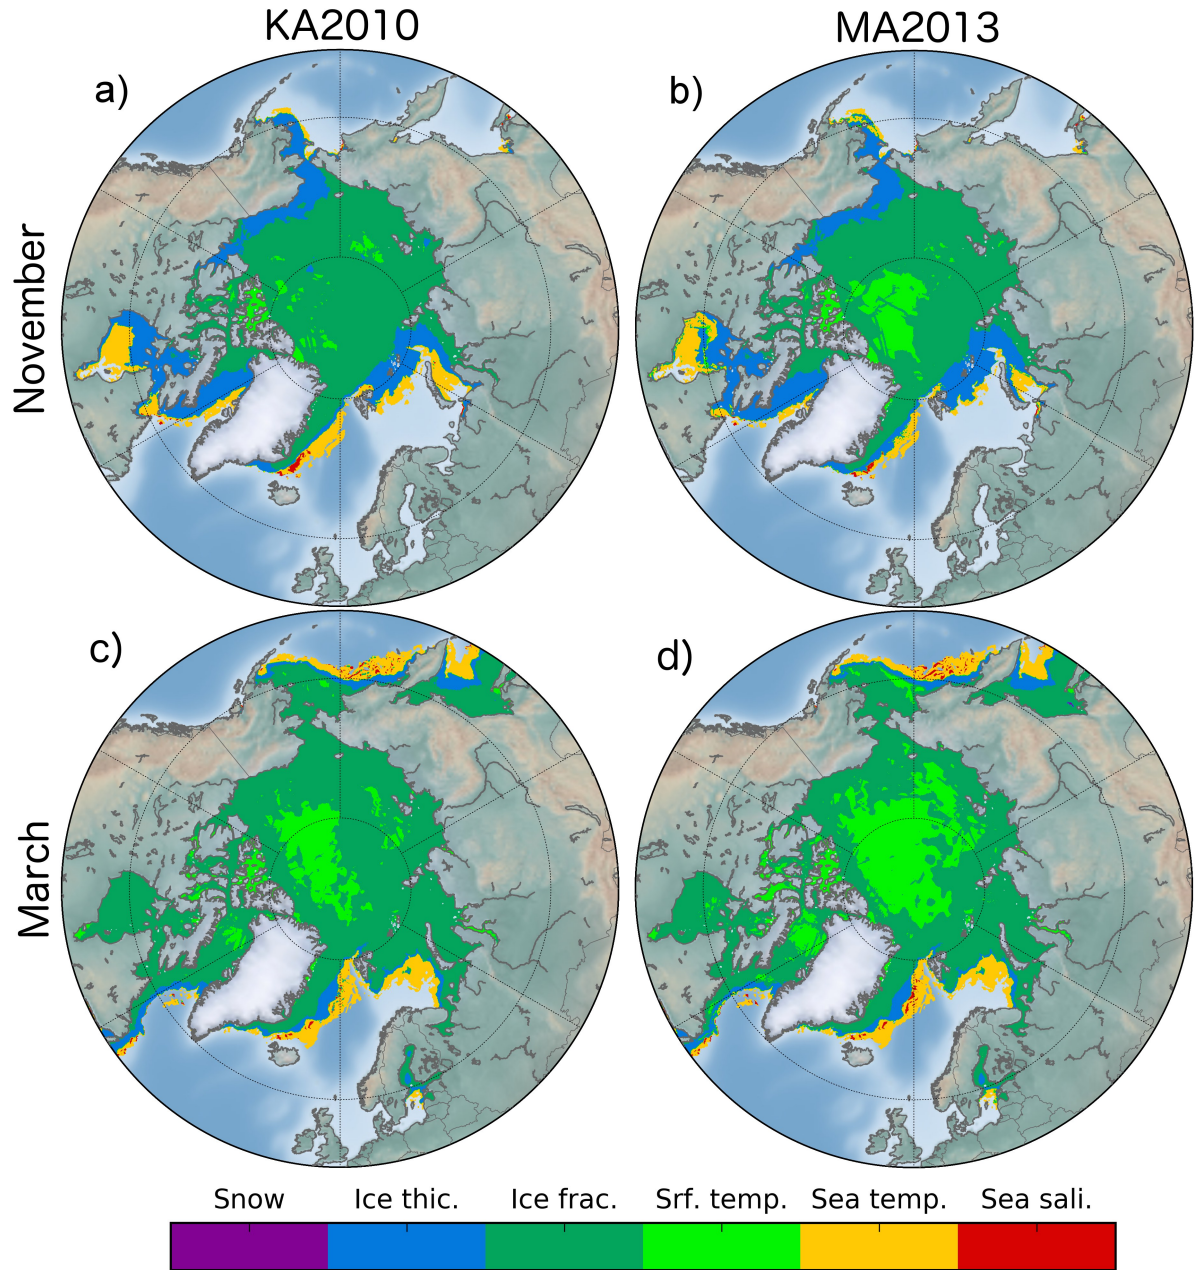 KA2010 MA2013
a) b)
November
c) d)
March
Snow Ice thic. Ice frac. Srf. temp. Sea temp. Sea sali.